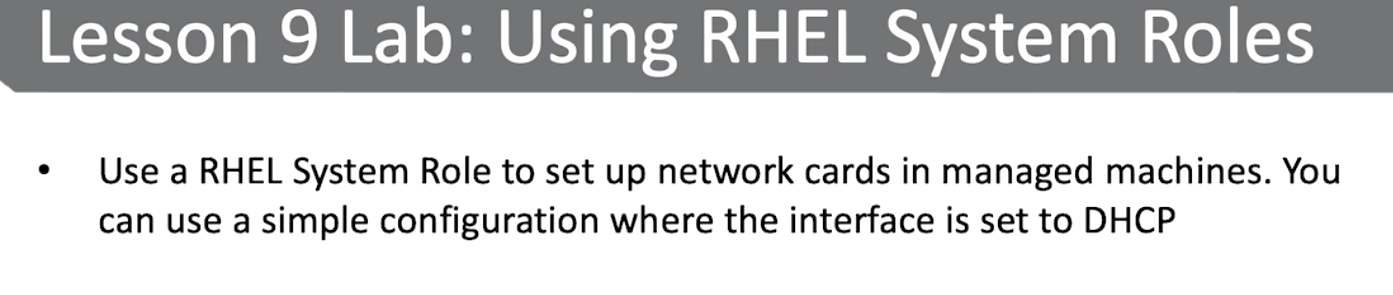 Lesson 9 Lab: Using RHEL System Roles
• Use a RHEL System Role to set up network cards in managed machines. You
can use a simple configuration where the interface is set to DHCP